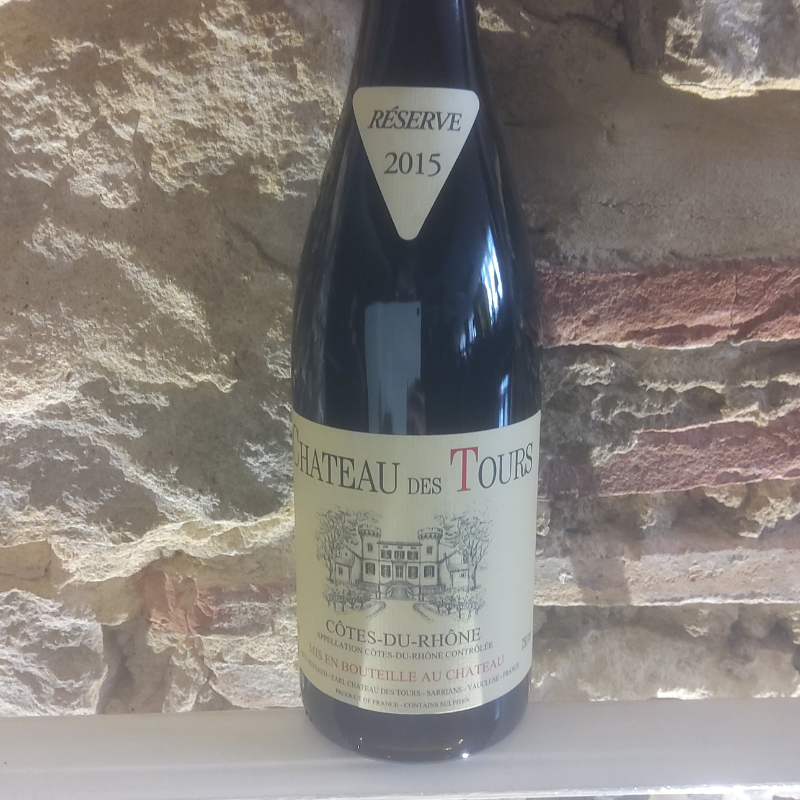 RÉSERVE
2015
CHATEAU DES TOURS
CÔTES-DU-RHÔNE
APPELLATION CÔTES-DU-RHÔNE CONTRÔLÉE
MIS EN BOUTEILLE AU CHATEAU
EARL CHATEAU DES TOURS - SARRIANS - VAUCLUSE - FRANCE
PRODUCT OF FRANCE - CONTAINS SULFITES